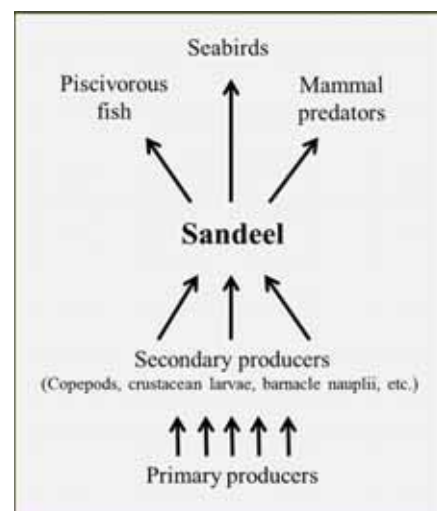 Seabirds
Piscivorous
fish
Mammal
predators
Sandeel
Secondary producers
(Copepods, crustacean larvae, barnacle nauplii, etc.)
Primary producers